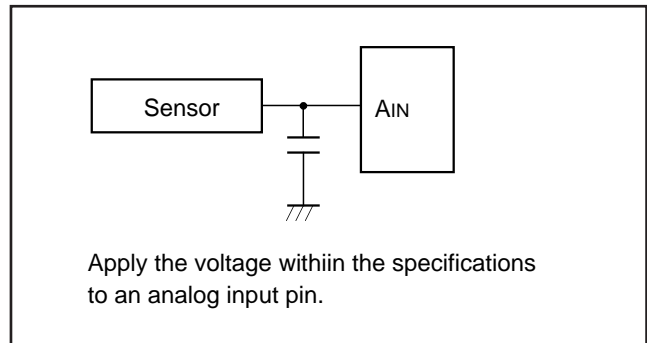 Sensor
AIN
Apply the voltage withiin the specifications
to an analog input pin.